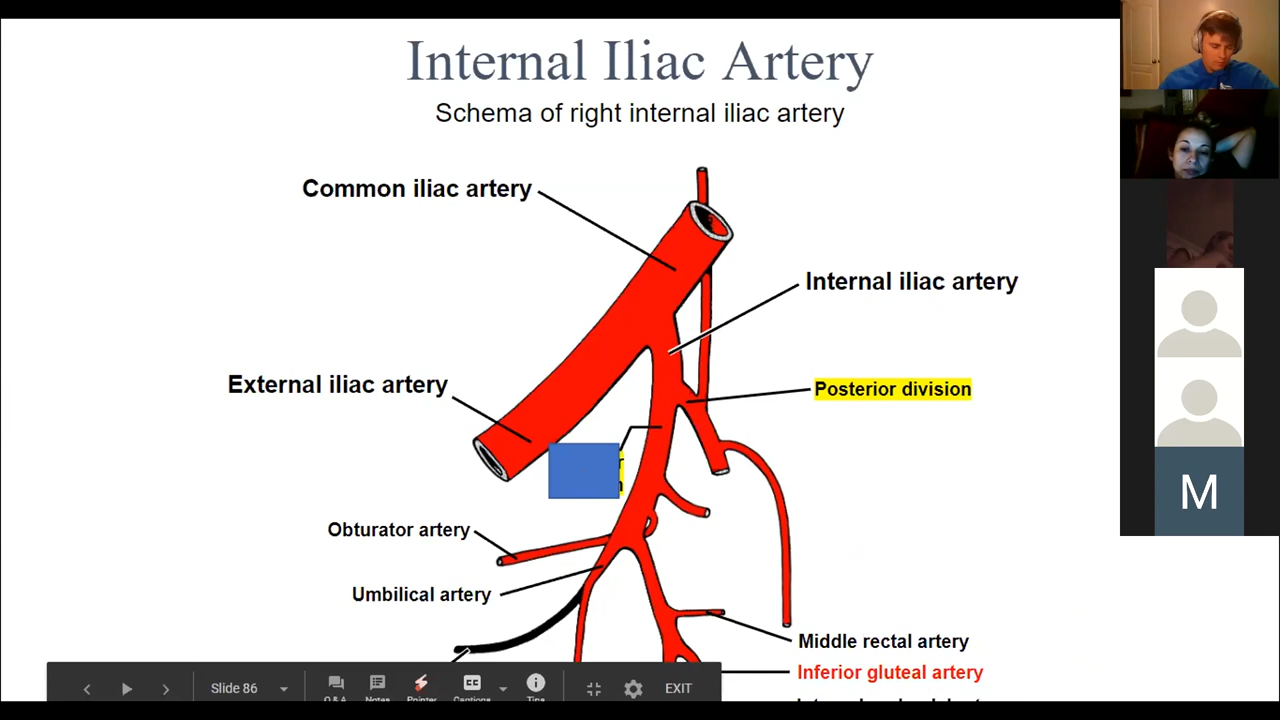 Internal Iliac Artery
Schema of right internal iliac artery
Common iliac artery
Internal iliac artery
External iliac artery
Posterior division
Obturator artery
Umbilical artery
Middle rectal artery
Inferior gluteal artery
Slide 86
Q & A
Notes
Pointer
CC
Captions
Tips
EXIT
M